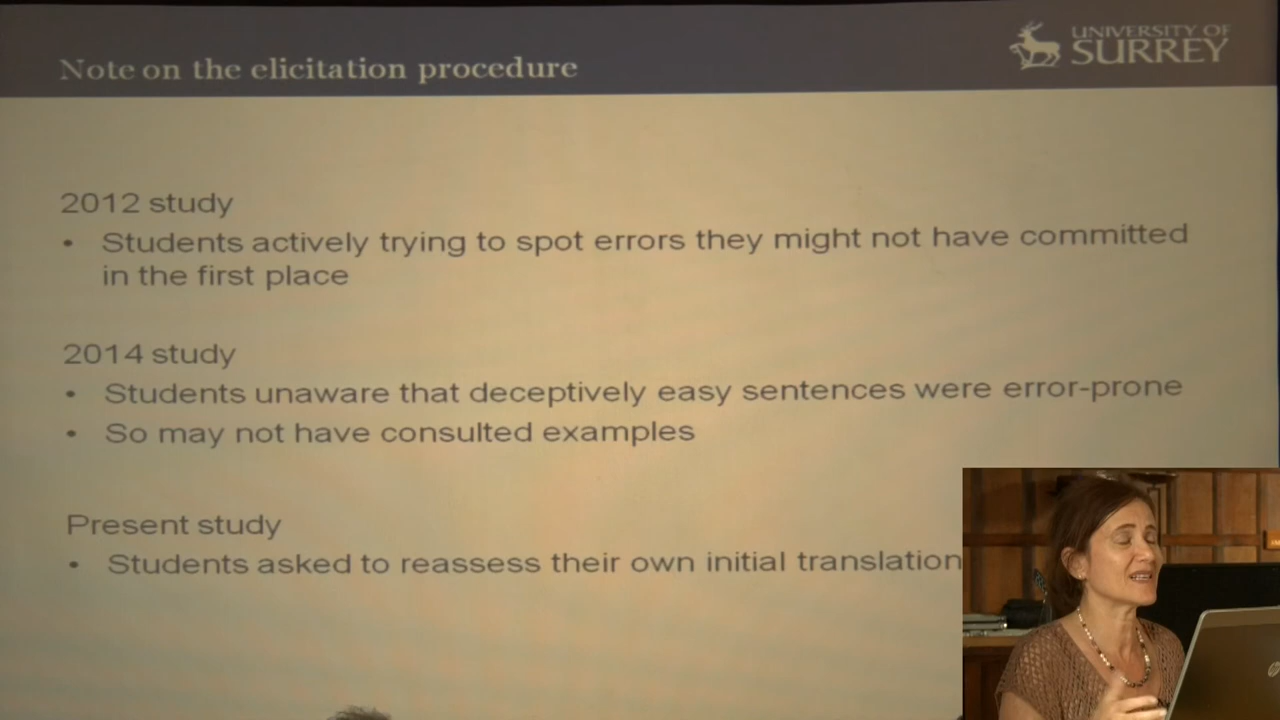 Note on the elicitation procedure
UNIVERSITY OF
SURREY
2012 study
• Students actively trying to spot errors they might not have committed
in the first place
2014 study
• Students unaware that deceptively easy sentences were error-prone
• So may not have consulted examples
Present study
• Students asked to reassess their own initial translation